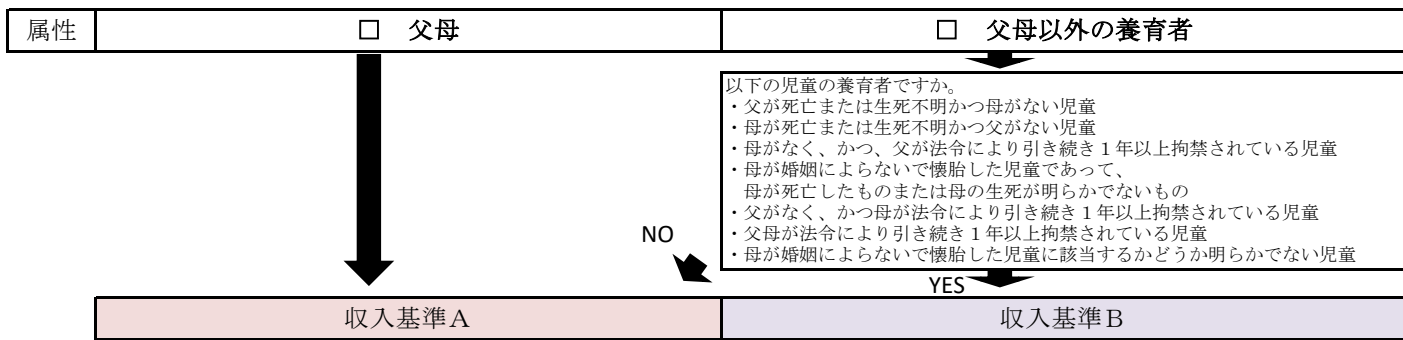 属性
□　父母
□　父母以外の養育者
以下の児童の養育者ですか。
・父が死亡または生死不明かつ母がない児童
・母が死亡または生死不明かつ父がない児童
・母がなく、かつ、父が法令により引き続き１年以上拘禁されている児童
・母が婚姻によらないで懐胎した児童であって、
　母が死亡したものまたは母の生死が明らかでないもの
・父がなく、かつ母が法令により引き続き１年以上拘禁されている児童
・父母が法令により引き続き１年以上拘禁されている児童
・母が婚姻によらないで懐胎した児童に該当するかどうか明らかでない児童
NO
YES
収入基準Ａ
収入基準Ｂ